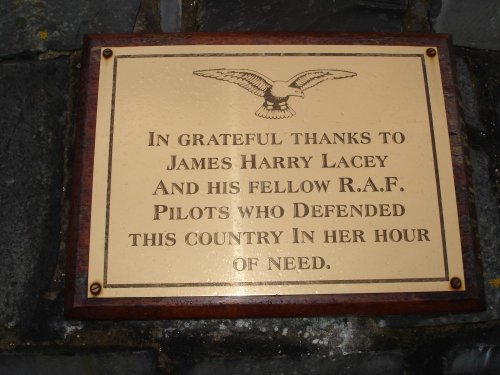 In grateful thanks to
James Harry Lacey
And his fellow R.A.F.
Pilots who Defended
this country In her hour
of need.